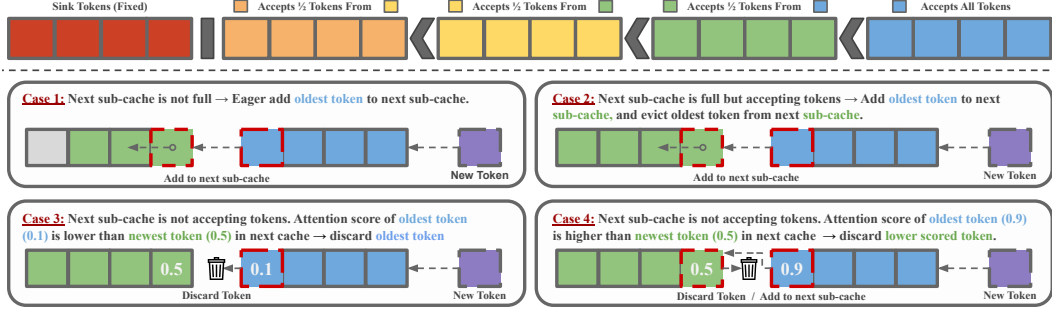 Sink Tokens (Fixed)
Accepts ½ Tokens From
Accepts ½ Tokens From
Accepts ½ Tokens From
Accepts All Tokens
Case 1: Next sub-cache is not full → Eager add oldest token to next sub-cache.
Add to next sub-cache
New Token
Case 2: Next sub-cache is full but accepting tokens → Add oldest token to next
sub-cache, and evict oldest token from next sub-cache.
Add to next sub-cache
New Token
Case 3: Next sub-cache is not accepting tokens. Attention score of oldest token
(0.1) is lower than newest token (0.5) in next cache → discard oldest token
0.5
0.1
Discard Token
New Token
Case 4: Next sub-cache is not accepting tokens. Attention score of oldest token (0.9)
is higher than newest token (0.5) in next cache → discard lower scored token.
0.5
0.9
Discard Token / Add to next sub-cache
New Token